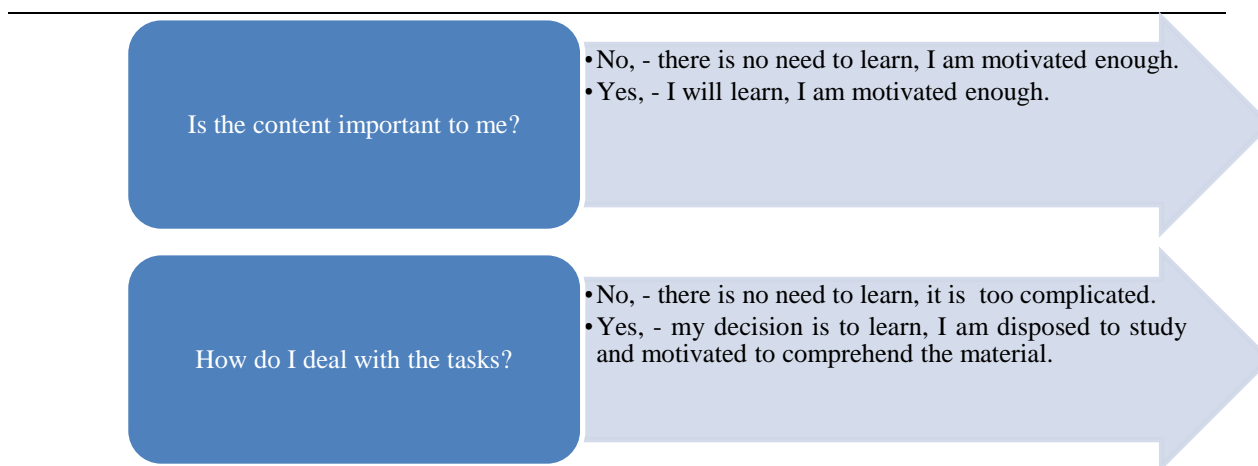 Is the content important to me?
•No, - there is no need to learn, I am motivated enough.
•Yes, - I will learn, I am motivated enough.
How do I deal with the tasks?
•No, - there is no need to learn, it is  too complicated.
•Yes, - my decision is to learn, I am disposed to study
and motivated to comprehend the material.